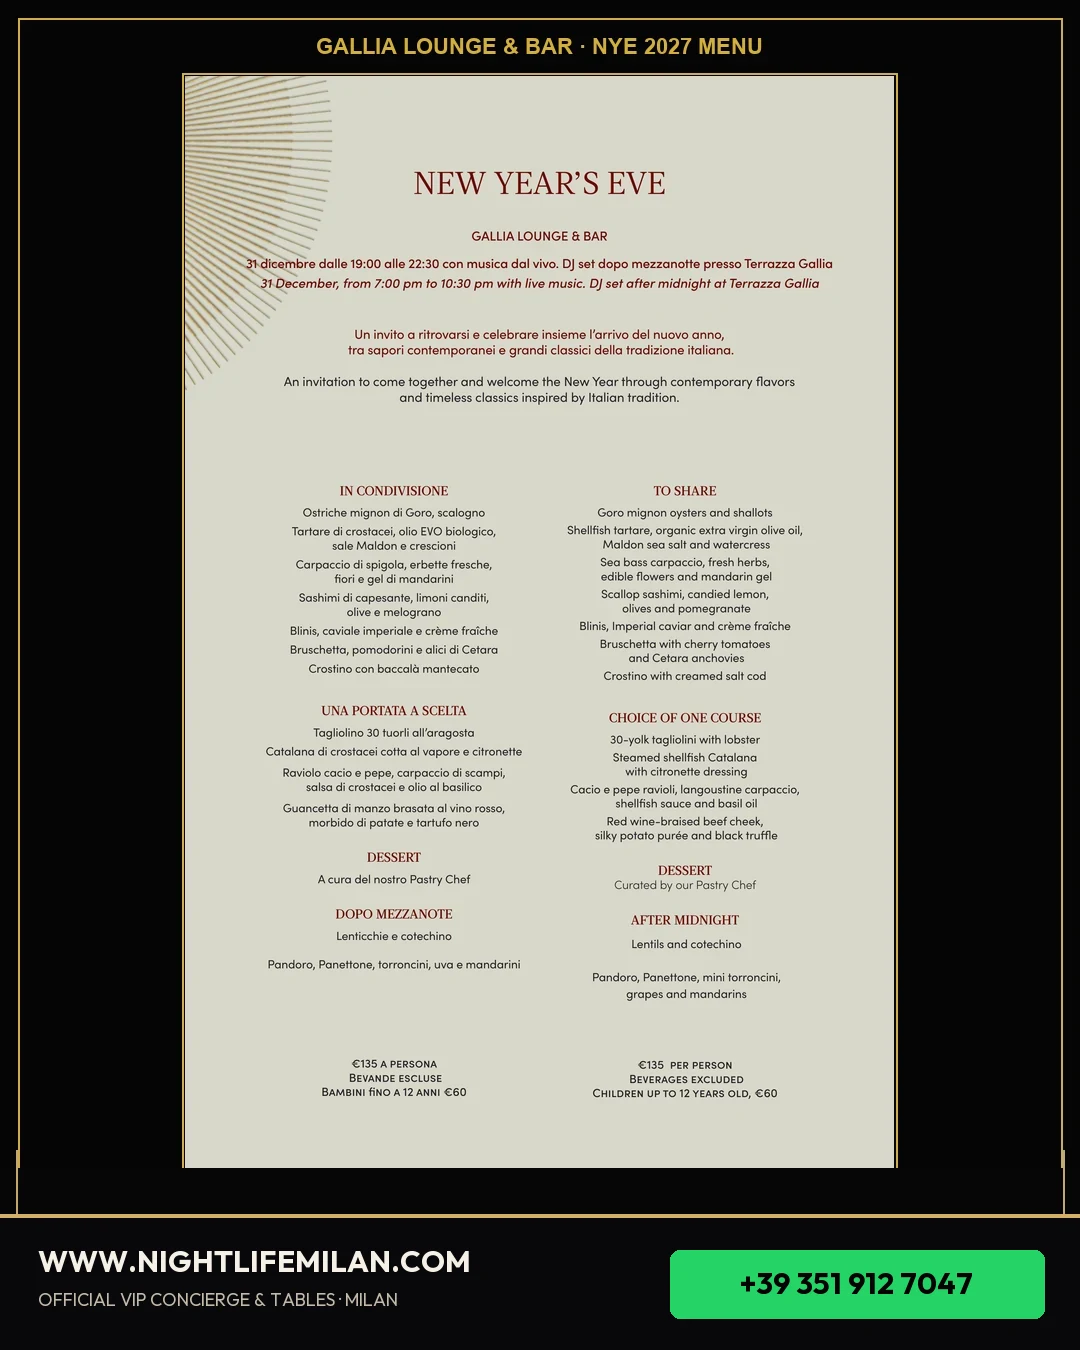 GALLIA LOUNGE & BAR · NYE 2027 MENU
NEW YEAR'S EVE
GALLIA LOUNGE & BAR
31 dicembre dalle 19:00 alle 22:30 con musica dal vivo. DJ set dopo mezzanotte presso Terrazza Gallia
31 December, from 7:00 pm to 10:30 pm with live music. DJ set after midnight at Terrazza Gallia
Un invito a ritrovarsi e celebrare insieme l'arrivo del nuovo anno,
tra sapori contemporanei e grandi classici della tradizione italiana.
An invitation to come together and welcome the New Year through contemporary flavors
and timeless classics inspired by Italian tradition.
IN CONDIVISIONE
Ostriche mignon di Goro, scalogno
Tartare di crostacei, olio EVO biologico,
sale Maldon e crescioni
Carpaccio di spigola, erbette fresche,
fiori e gel di mandarini
Sashimi di capesante, limoni canditi,
olive e melograno
Blinis, caviale imperiale e crème fraîche
Bruschetta, pomodorini e alici di Cetara
Crostino con baccalà mantecato
UNA PORTATA A SCELTA
Tagliolino 30 tuorli all'aragosta
Catalana di crostacei cotta al vapore e citronette
Raviolo cacio e pepe, carpaccio di scampi,
salsa di crostacei e olio al basilico
Guancetta di manzo brasata al vino rosso,
morbido di patate e tartufo nero
DESSERT
A cura del nostro Pastry Chef
DOPO MEZZANOTE
Lenticchie e cotechino
Pandoro, Panettone, torroncini, uva e mandarini
€135 A PERSONA
BEVANDE ESCLUSE
BAMBINI fINO A 12 ANNI €60
TO SHARE
Goro mignon oysters and shallots
Shellfish tartare, organic extra virgin olive oil,
Maldon sea salt and watercress
Sea bass carpaccio, fresh herbs,
edible flowers and mandarin gel
Scallop sashimi, candied lemon,
olives and pomegranate
Blinis, Imperial caviar and crème fraîche
Bruschetta with cherry tomatoes
and Cetara anchovies
Crostino with creamed salt cod
CHOICE OF ONE COURSE
30-yolk tagliolini with lobster
Steamed shellfish Catalana
with citronette dressing
Cacio e pepe ravioli, langoustine carpaccio,
shellfish sauce and basil oil
Red wine-braised beef cheek,
silky potato purée and black truffle
DESSERT
Curated by our Pastry Chef
AFTER MIDNIGHT
Lentils and cotechino
Pandoro, Panettone, mini torroncini,
grapes and mandarins
€135 PER PERSON
BEVERAGES EXCLUDED
CHILDREN UP TO 12 YEARS OLD, €60
WWW.NIGHTLIFEMILAN.COM
OFFICIAL VIP CONCIERGE & TABLES · MILAN
+39 351 912 7047